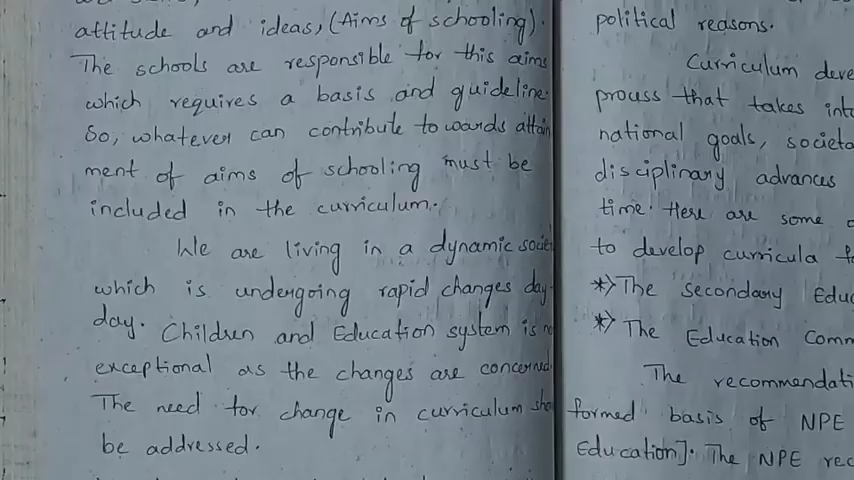 attitude and ideas, (Aims of schooling).
The schools are responsible for this aims
which requires a basis and guideline.
So, whatever can contribute towards attain
ment of aims of schooling must be
included in the curriculum.
We are living in a dynamic socie
which is undergoing rapid changes day
day. Children and Education system is no
exceptional as the changes are concerned
The need for change in curriculum sho
be addressed.
political reasons.
Curriculum deve
prouss that takes int
national goals, societa
disciplinary advances
time. Here are some
to develop curricula f
*) The secondary Educ
*) The Education Comm
The recommendati
formed basis of NPE
Education]. The NPE rec